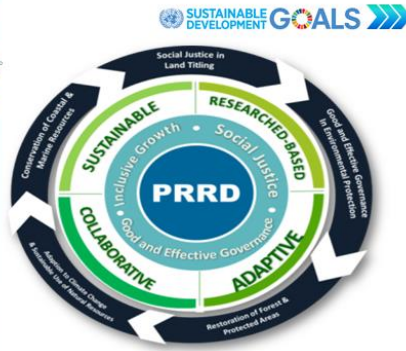 SUSTAINABLE
DEVELOPMENT
GOALS
Social Justice in
Land Titling
Good and Effective Governance
In Environmental Protection
Restoration of Forest &
Protected Areas
Adaption to Climate Change
& Sustainable Use of Natural Resources
Conservation of Coastal &
Marine Resources
SUSTAINABLE
RESEARCHED-BASED
ADAPTIVE
COLLABORATIVE
Inclusive Growth • Social Justice • Good and Effective Governance •
PRRD